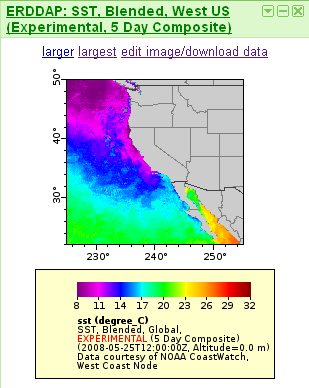 ERDDAP: SST, Blended, West US
(Experimental, 5 Day Composite)
larger largest edit image/download data
50°
40°
30°
230° 240° 250°
8 11 14 17 20 23 26 29 32
sst (degree_C)
SST, Blended, Global,
EXPERIMENTAL (5 Day Composite)
(2008-05-25T12:00:00Z, Altitude=0.0 m)
Data courtesy of NOAA CoastWatch,
West Coast Node